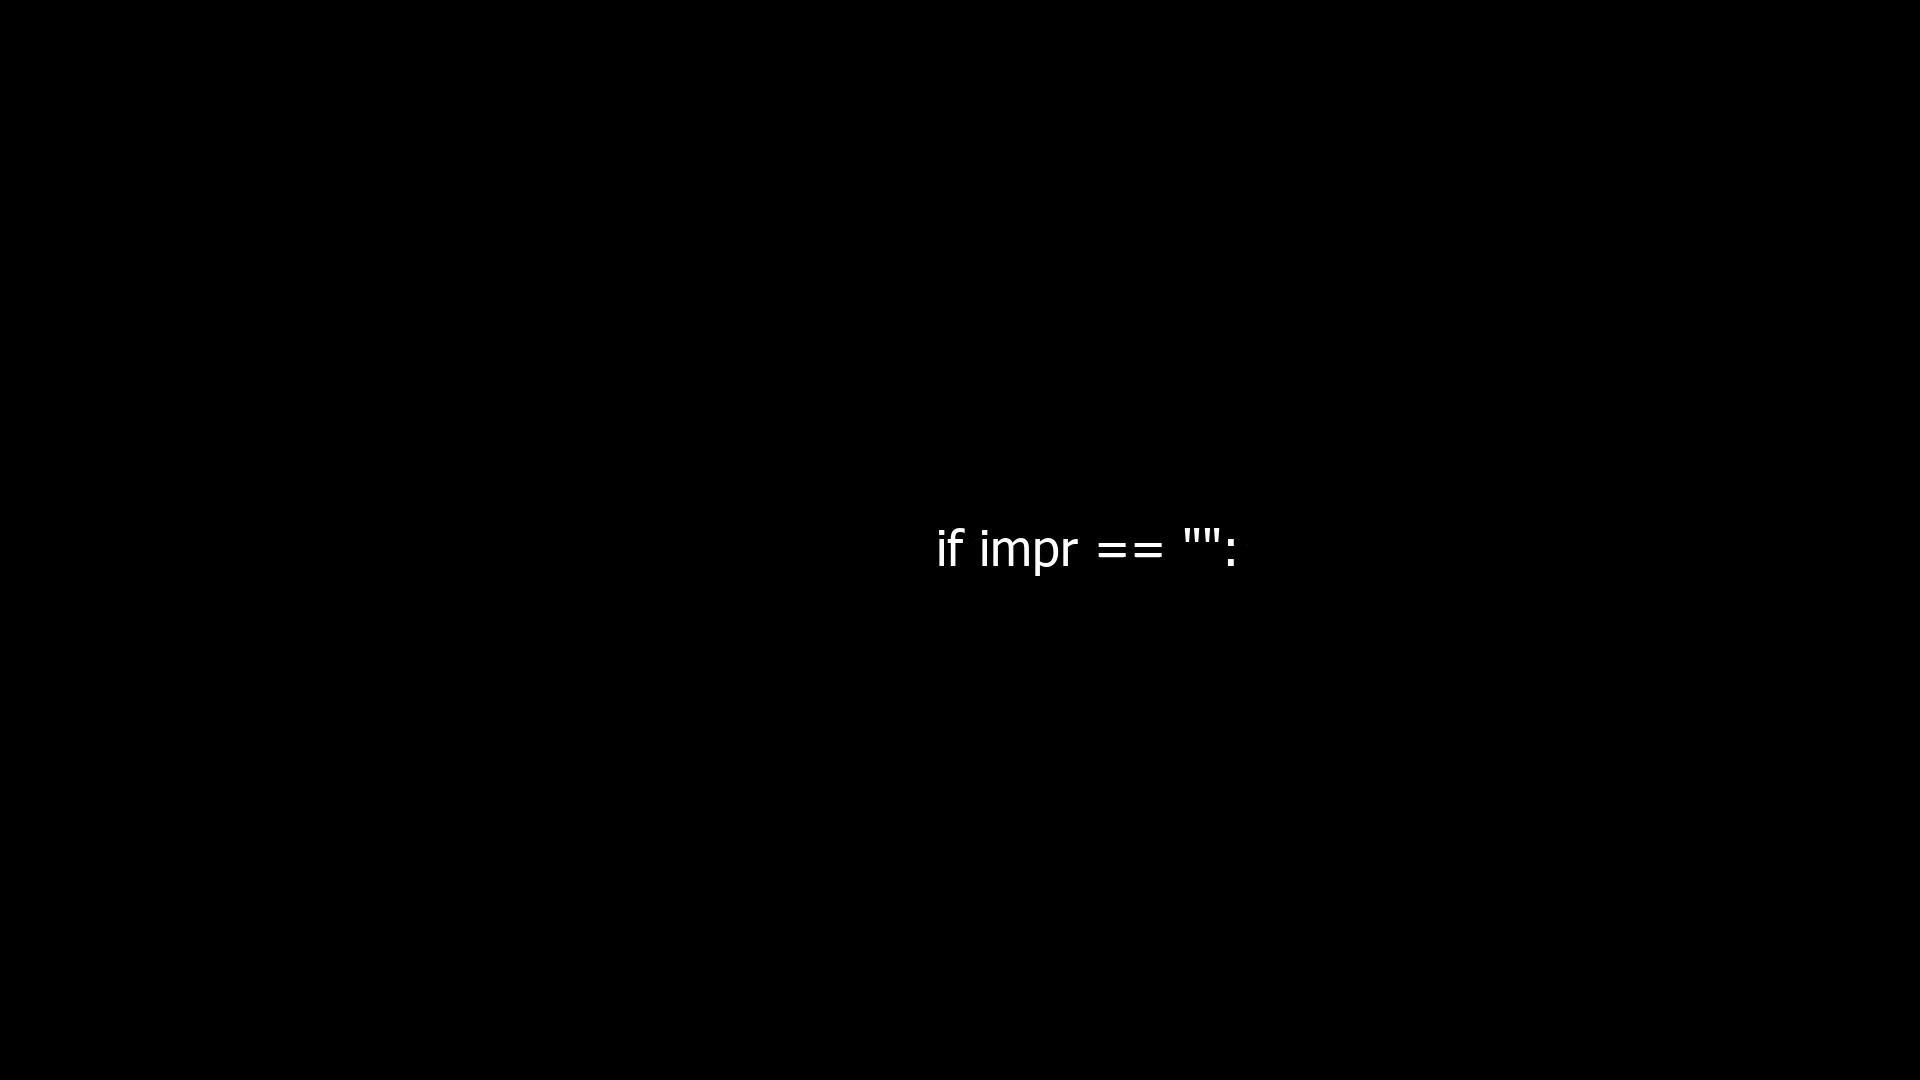 if impr == "":